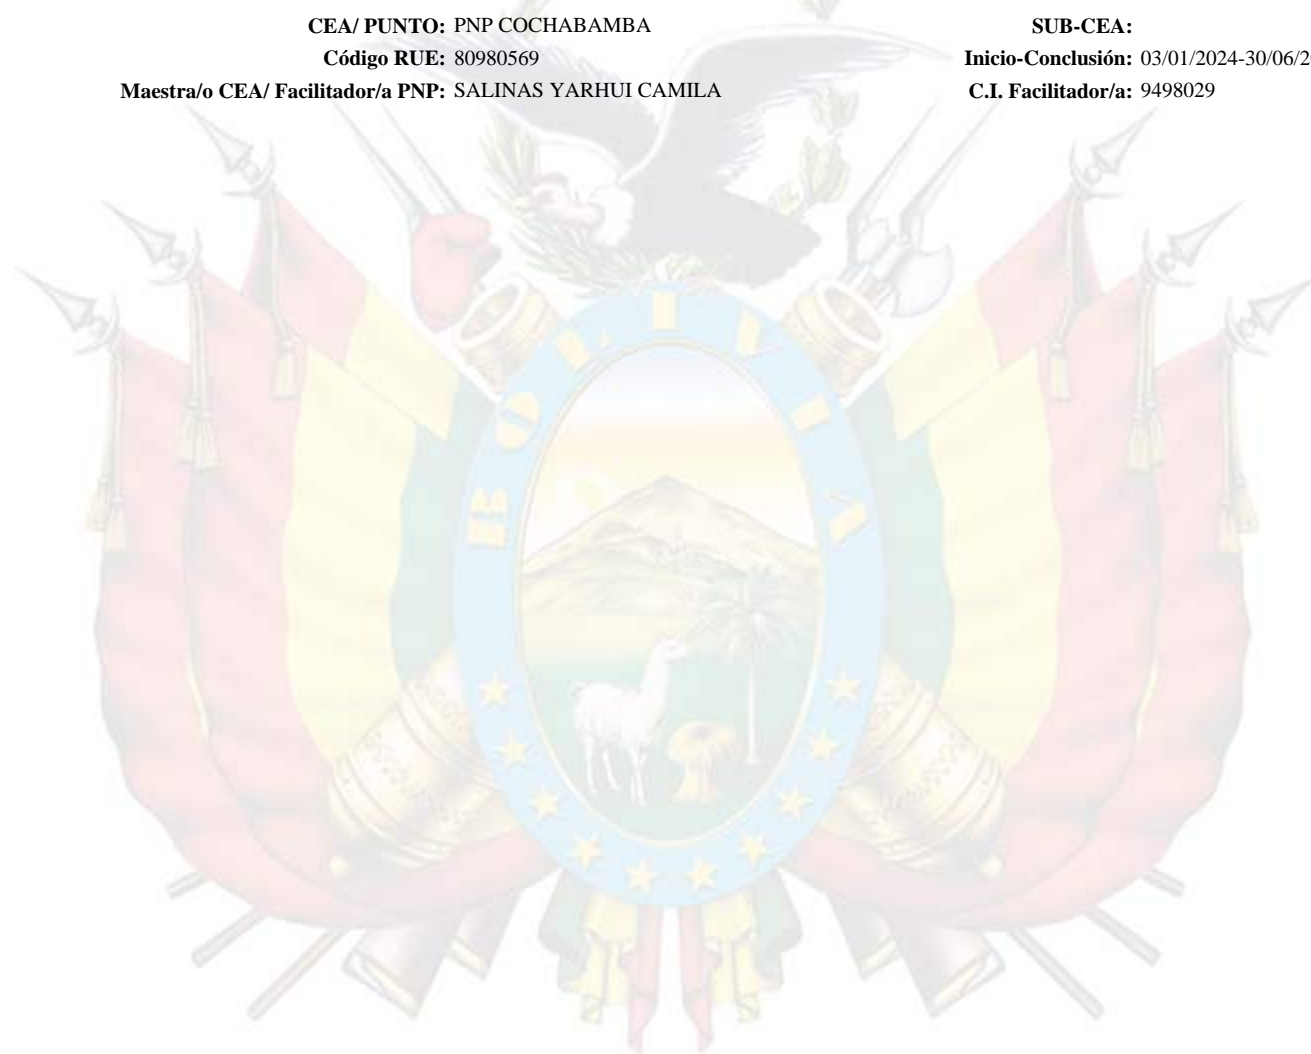 CEA/ PUNTO: PNP COCHABAMBA SUB-CEA:
Código RUE: 80980569 Inicio-Conclusión: 03/01/2024-30/06/2
Maestra/o CEA/ Facilitador/a PNP: SALINAS YARHUI CAMILA C.I. Facilitador/a: 9498029
BOLIVIA